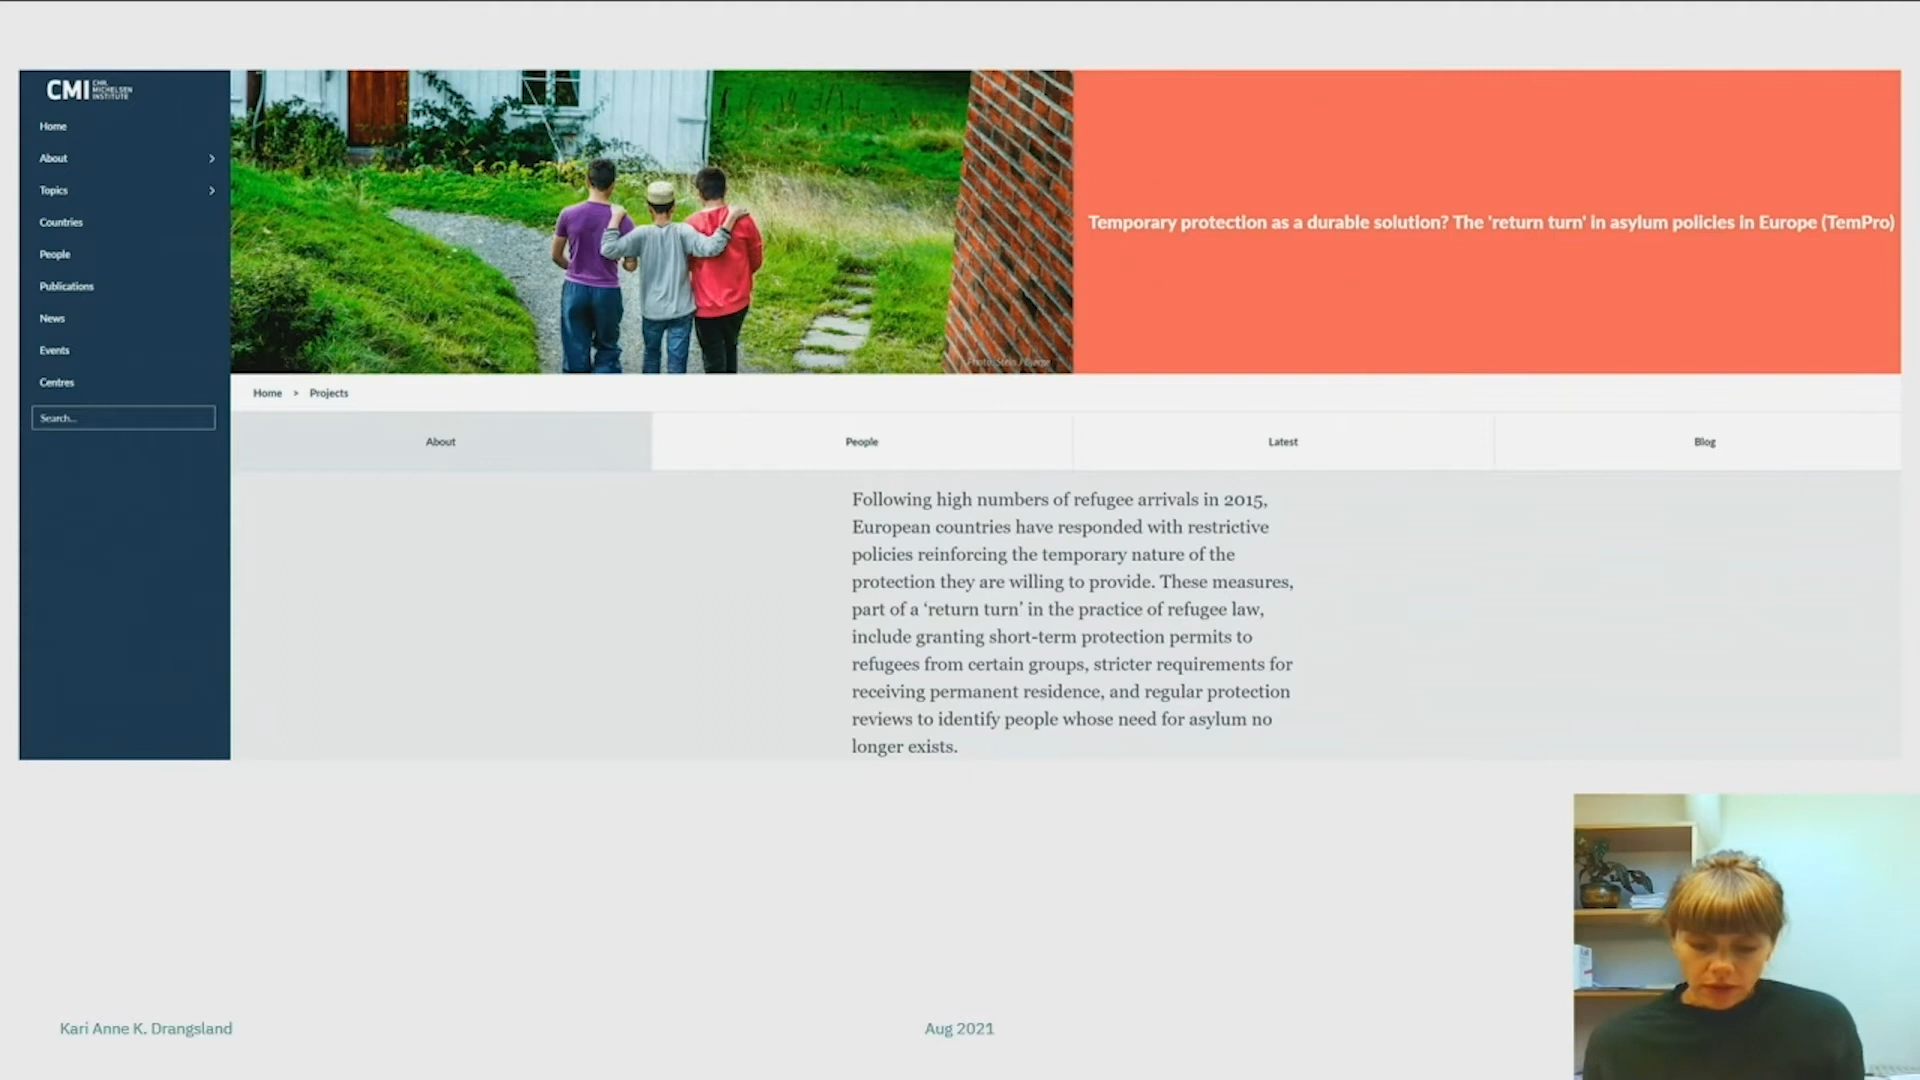 CMI CHR. MICHELSEN INSTITUTE
Home
About
Topics
Countries
People
Publications
News
Events
Centres
Search...
Temporary protection as a durable solution? The 'return turn' in asylum policies in Europe (TemPro)
Home > Projects
About
People
Latest
Blog
Following high numbers of refugee arrivals in 2015,
European countries have responded with restrictive
policies reinforcing the temporary nature of the
protection they are willing to provide. These measures,
part of a ‘return turn’ in the practice of refugee law,
include granting short-term protection permits to
refugees from certain groups, stricter requirements for
receiving permanent residence, and regular protection
reviews to identify people whose need for asylum no
longer exists.
Kari Anne K. Drangsland
Aug 2021